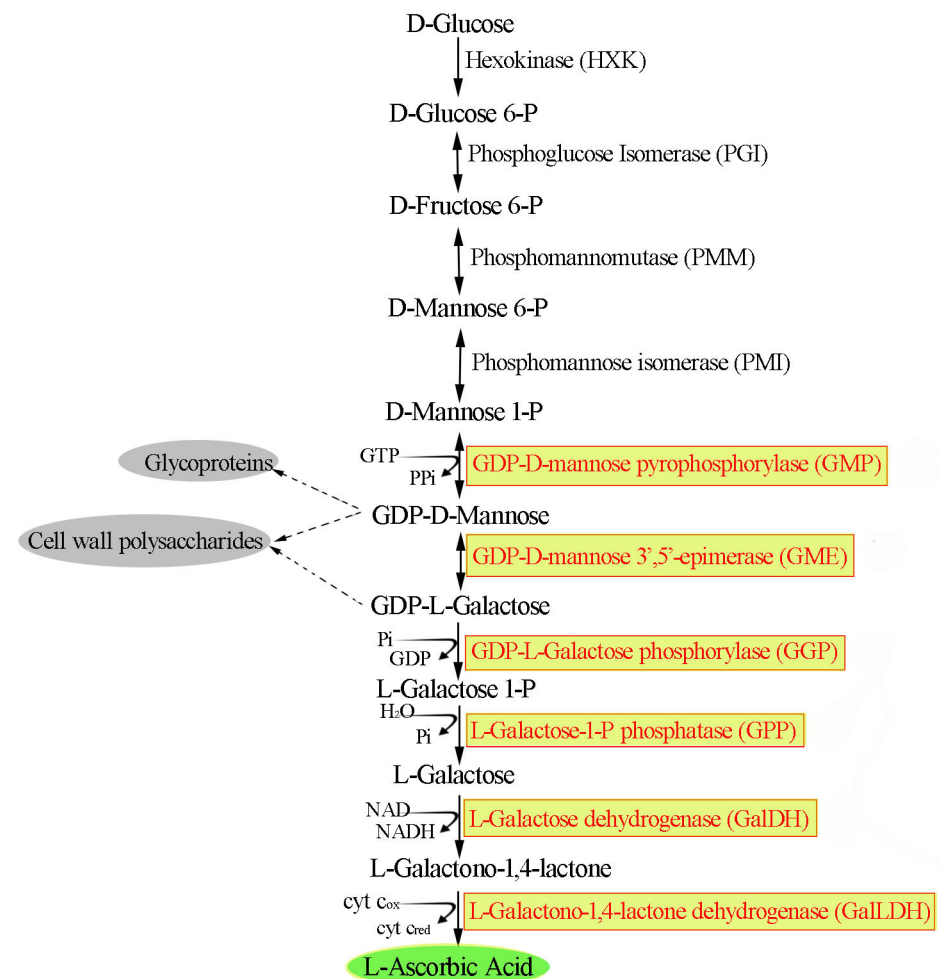 D-Glucose
Hexokinase (HXK)
D-Glucose 6-P
Phosphoglucose Isomerase (PGI)
D-Fructose 6-P
Phosphomannomutase (PMM)
D-Mannose 6-P
Phosphomannose isomerase (PMI)
D-Mannose 1-P
GTP
PPi
GDP-D-mannose pyrophosphorylase (GMP)
Glycoproteins
GDP-D-Mannose
Cell wall polysaccharides
GDP-D-mannose 3’,5’-epimerase (GME)
GDP-L-Galactose
Pi
GDP
GDP-L-Galactose phosphorylase (GGP)
L-Galactose 1-P
H₂O
Pi
L-Galactose-1-P phosphatase (GPP)
L-Galactose
NAD
NADH
L-Galactose dehydrogenase (GalDH)
L-Galactono-1,4-lactone
cyt cox
cyt cred
L-Galactono-1,4-lactone dehydrogenase (GalLDH)
L-Ascorbic Acid